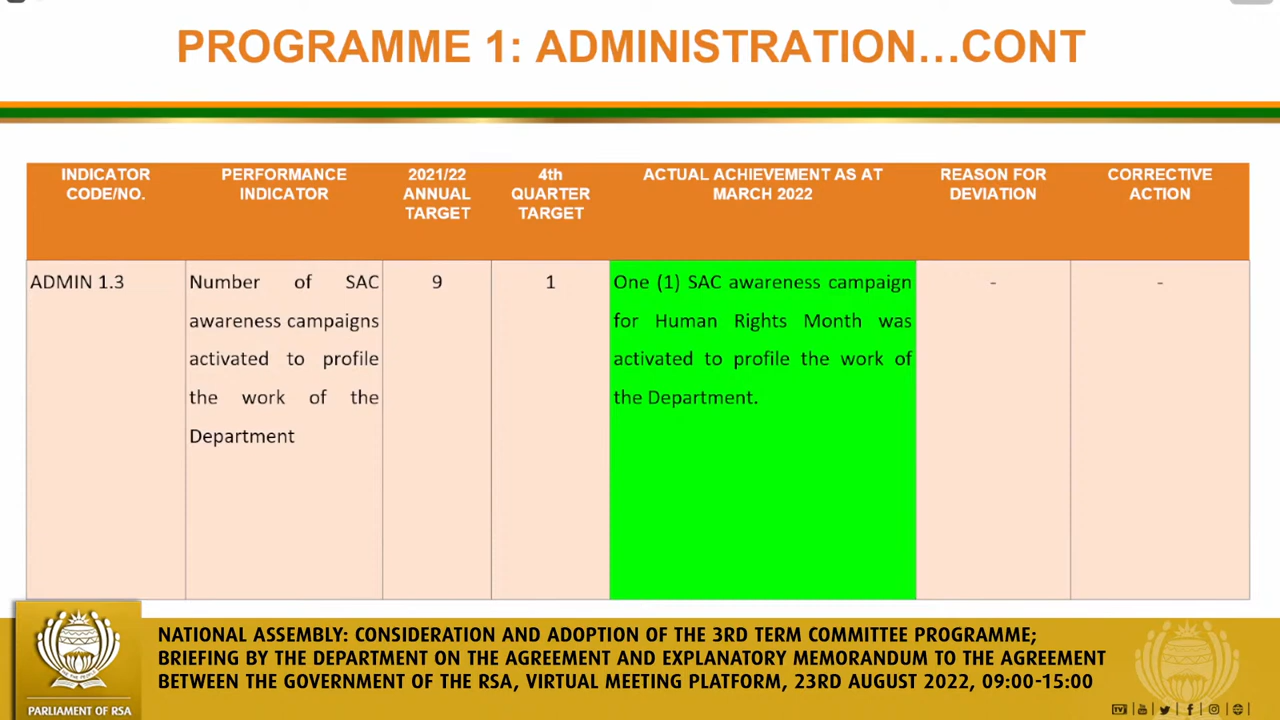 PROGRAMME 1: ADMINISTRATION...CONT
INDICATOR
CODE/NO.
PERFORMANCE
INDICATOR
2021/22
ANNUAL
TARGET
4th
QUARTER
TARGET
ACTUAL ACHIEVEMENT AS AT
MARCH 2022
REASON FOR
DEVIATION
CORRECTIVE
ACTION
ADMIN 1.3
Number of SAC
awareness campaigns
activated to profile
the work of the
Department
9
1
One (1) SAC awareness campaign
for Human Rights Month was
activated to profile the work of
the Department.
-
-
NATIONAL ASSEMBLY: CONSIDERATION AND ADOPTION OF THE 3RD TERM COMMITTEE PROGRAMME;
BRIEFING BY THE DEPARTMENT ON THE AGREEMENT AND EXPLANATORY MEMORANDUM TO THE AGREEMENT
BETWEEN THE GOVERNMENT OF THE RSA, VIRTUAL MEETING PLATFORM, 23RD AUGUST 2022, 09:00-15:00
PARLIAMENT OF RSA